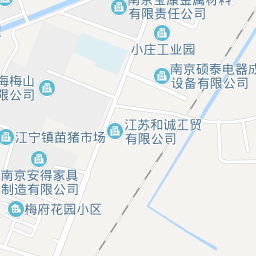 南京宝康金属材料
有限责任公司
小庄工业园
南京硕泰电器成
设备有限公司
海梅山
有限公司
江苏和诚工贸
有限公司
江宁镇苗猪市场
南京安得家具
制造有限公司
梅府花园小区